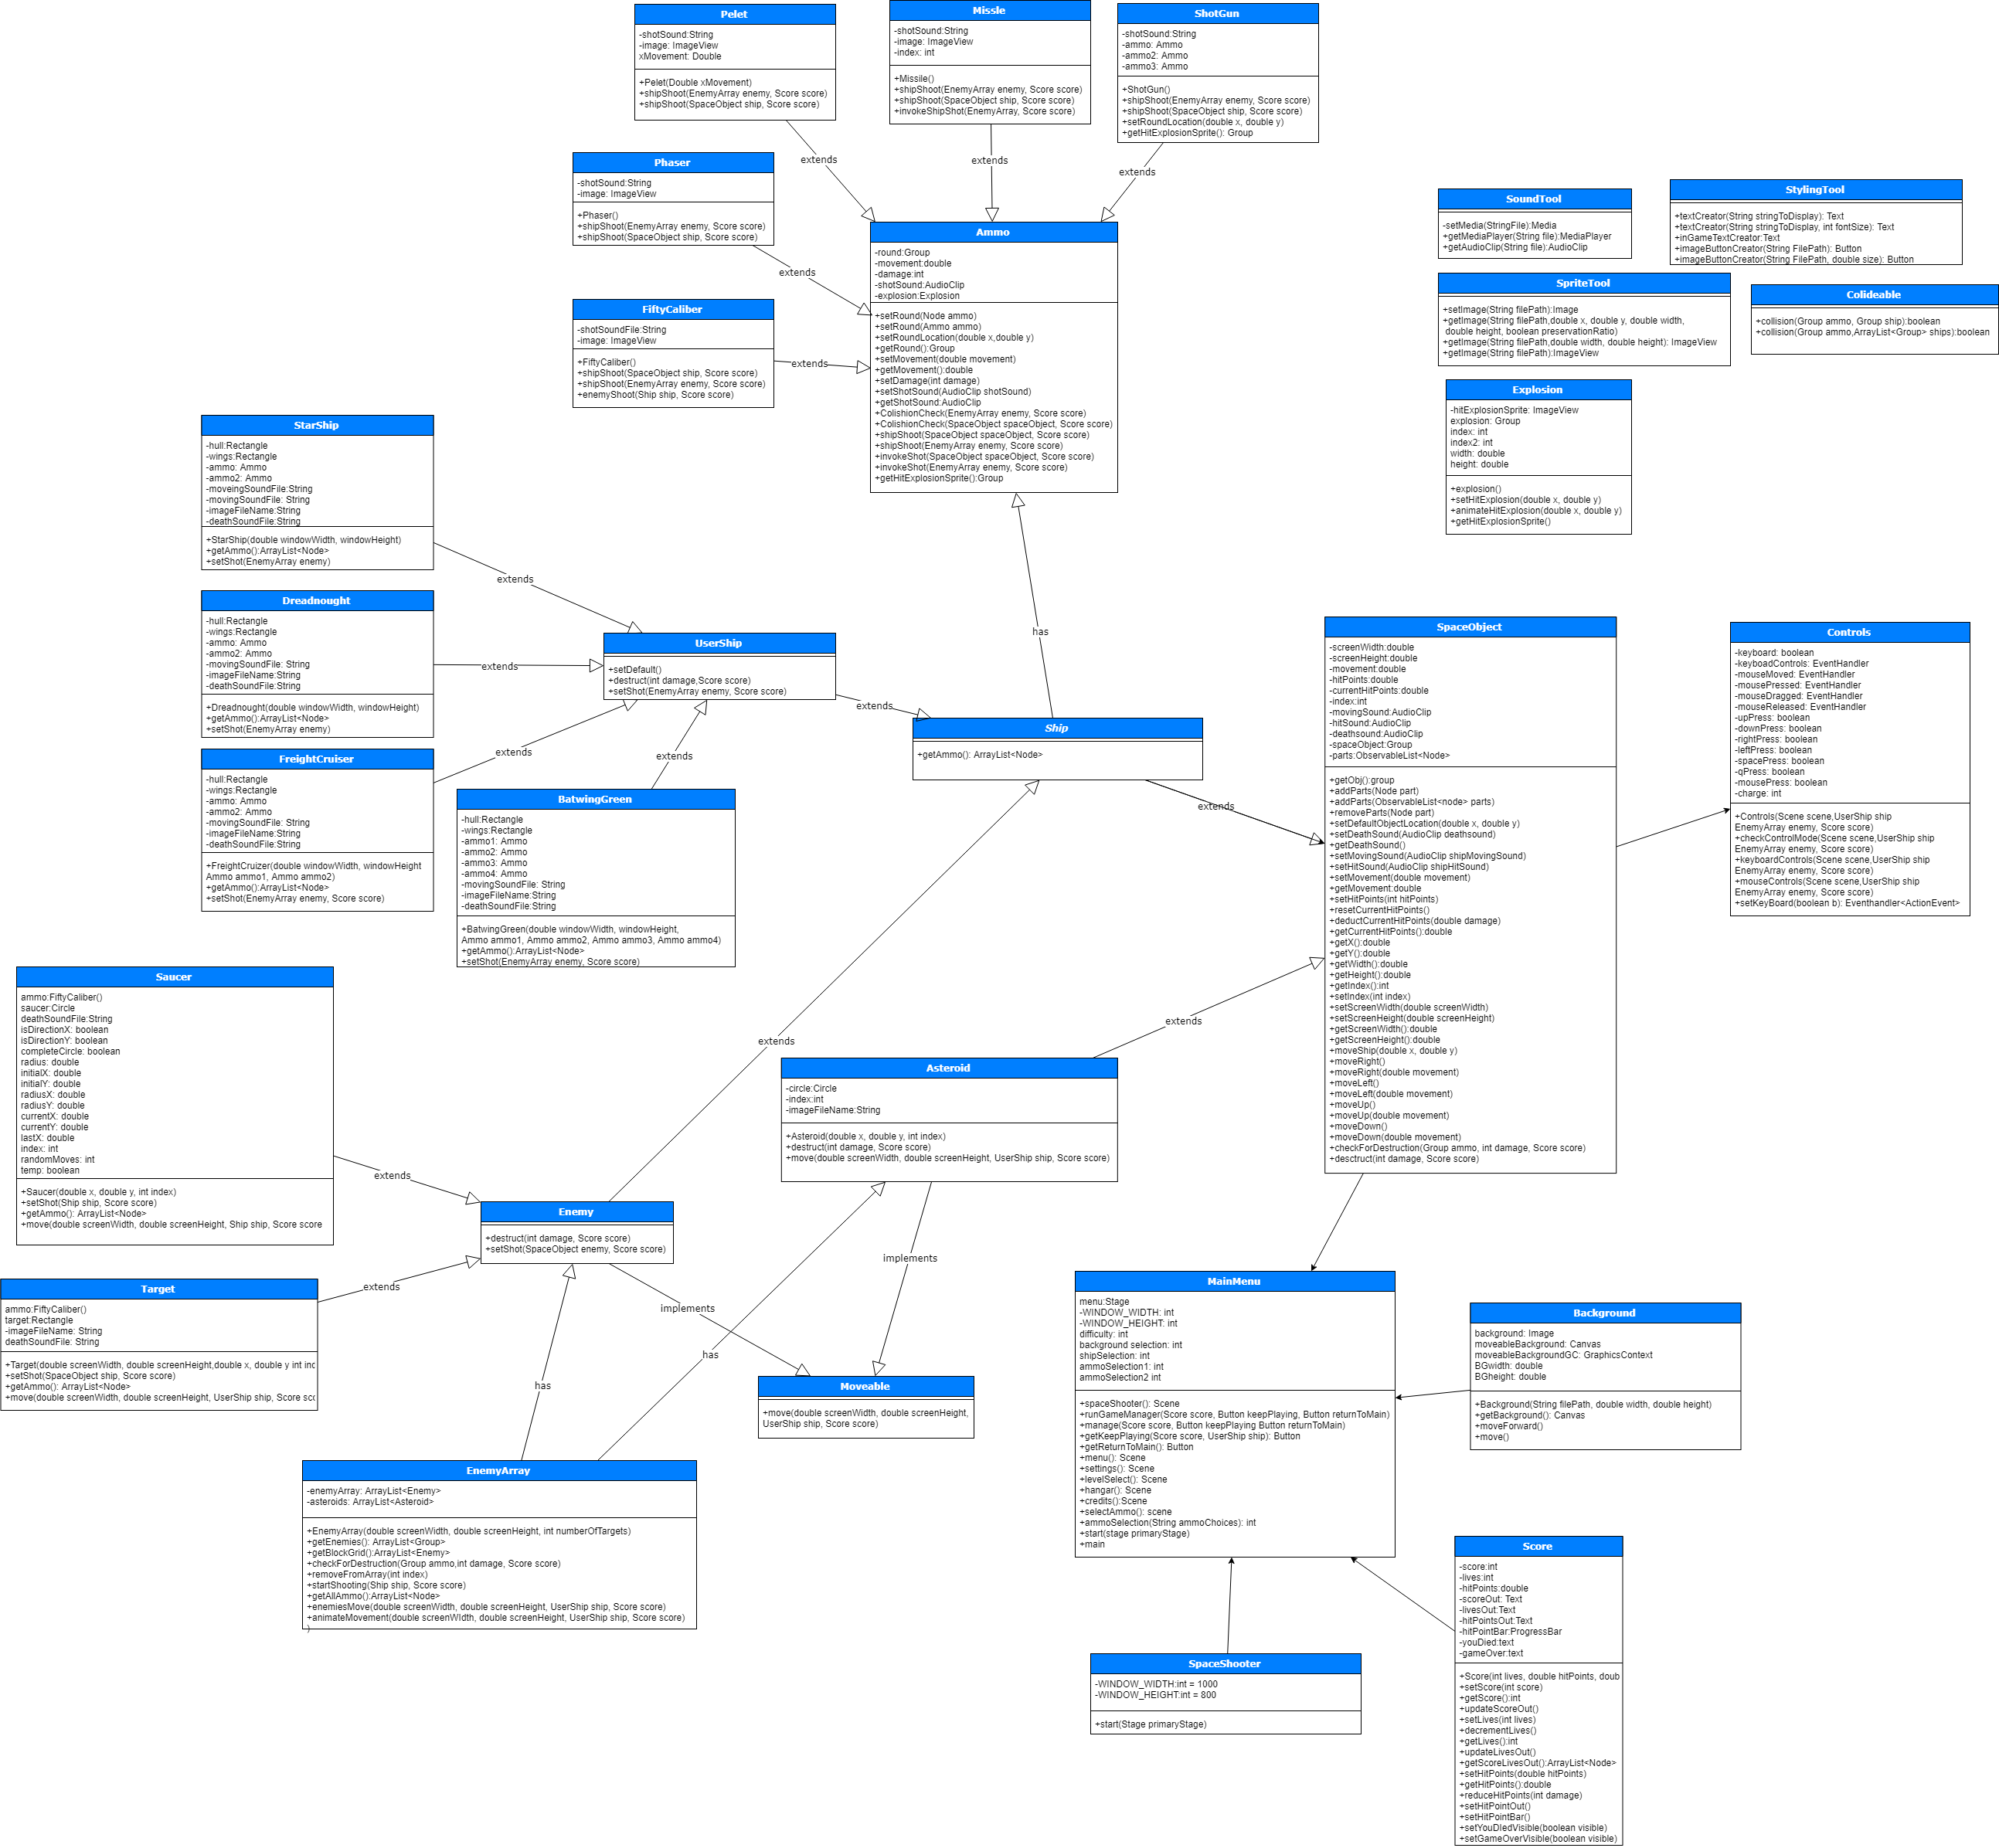 Pelet
-shotSound:String
-image: ImageView
xMovement: Double
+Pelet(Double xMovement)
+shipShoot(EnemyArray enemy, Score score)
+shipShoot(SpaceObject ship, Score score)
Missle
-shotSound:String
-image: ImageView
-index: int
+Missile()
+shipShoot(EnemyArray enemy, Score score)
+shipShoot(SpaceObject ship, Score score)
+invokeShipShot(EnemyArray, Score score)
ShotGun
-shotSound:String
-ammo: Ammo
-ammo2: Ammo
-ammo3: Ammo
+ShotGun()
+shipShoot(EnemyArray enemy, Score score)
+shipShoot(SpaceObject ship, Score score)
+setRoundLocation(double x, double y)
+getHitExplosionSprite(): Group
extends
extends
extends
Phaser
-shotSound:String
-image: ImageView
+Phaser()
+shipShoot(EnemyArray enemy, Score score)
+shipShoot(SpaceObject ship, Score score)
extends
FiftyCaliber
-shotSoundFile:String
-image: ImageView
+FiftyCaliber()
+shipShoot(SpaceObject ship, Score score)
+shipShoot(EnemyArray enemy, Score score)
+enemyShoot(Ship ship, Score score)
extends
Ammo
-round:Group
-movement:double
-damage:int
-shotSound:AudioClip
-explosion:Explosion
+setRound(Node ammo)
+setRound(Ammo ammo)
+setRoundLocation(double x,double y)
+getRound():Group
+setMovement(double movement)
+getMovement():double
+setDamage(int damage)
+setShotSound(AudioClip shotSound)
+getShotSound:AudioClip
+ColishionCheck(EnemyArray enemy, Score score)
+ColishionCheck(SpaceObject spaceObject, Score score)
+shipShoot(SpaceObject spaceObject, Score score)
+shipShoot(EnemyArray enemy, Score score)
+invokeShot(SpaceObject spaceObject, Score score)
+invokeShot(EnemyArray enemy, Score score)
+getHitExplosionSprite():Group
SoundTool
-setMedia(StringFile):Media
+getMediaPlayer(String file):MediaPlayer
+getAudioClip(String file):AudioClip
StylingTool
+textCreator(String stringToDisplay): Text
+textCreator(String stringToDisplay, int fontSize): Text
+inGameTextCreator:Text
+imageButtonCreator(String FilePath): Button
+imageButtonCreator(String FilePath, double size): Button
SpriteTool
+setImage(String filePath):Image
+getImage(String filePath,double x, double y, double width,
double height, boolean preservationRatio)
+getImage(String filePath,double width, double height): ImageView
+getImage(String filePath):ImageView
Colideable
+collision(Group ammo, Group ship):boolean
+collision(Group ammo,ArrayList<Group> ships):boolean
Explosion
-hitExplosionSprite: ImageView
explosion: Group
index: int
index2: int
width: double
height: double
+explosion()
+setHitExplosion(double x, double y)
+animateHitExplosion(double x, double y)
+getHitExplosionSprite()
StarShip
-hull:Rectangle
-wings:Rectangle
-ammo: Ammo
-ammo2: Ammo
-moveingSoundFile:String
-movingSoundFile: String
-imageFileName:String
-deathSoundFile:String
+StarShip(double windowWidth, windowHeight)
+getAmmo():ArrayList<Node>
+setShot(EnemyArray enemy)
extends
Dreadnought
-hull:Rectangle
-wings:Rectangle
-ammo: Ammo
-ammo2: Ammo
-movingSoundFile: String
-imageFileName:String
-deathSoundFile:String
+Dreadnought(double windowWidth, windowHeight)
+getAmmo():ArrayList<Node>
+setShot(EnemyArray enemy)
extends
FreightCruiser
-hull:Rectangle
-wings:Rectangle
-ammo: Ammo
-ammo2: Ammo
-movingSoundFile: String
-imageFileName:String
-deathSoundFile:String
+FreightCruizer(double windowWidth, windowHeight
Ammo ammo1, Ammo ammo2)
+getAmmo():ArrayList<Node>
+setShot(EnemyArray enemy, Score score)
extends
UserShip
+setDefault()
+destruct(int damage,Score score)
+setShot(EnemyArray enemy, Score score)
extends
BatwingGreen
-hull:Rectangle
-wings:Rectangle
-ammo1: Ammo
-ammo2: Ammo
-ammo3: Ammo
-ammo4: Ammo
-movingSoundFile: String
-imageFileName:String
-deathSoundFile:String
+BatwingGreen(double windowWidth, windowHeight,
Ammo ammo1, Ammo ammo2, Ammo ammo3, Ammo ammo4)
+getAmmo():ArrayList<Node>
+setShot(EnemyArray enemy, Score score)
extends
has
Ship
+getAmmo(): ArrayList<Node>
extends
SpaceObject
-screenWidth:double
-screenHeight:double
-movement:double
-hitPoints:double
-currentHitPoints:double
-index:int
-movingSound:AudioClip
-hitSound:AudioClip
-deathsound:AudioClip
-spaceObject:Group
-parts:ObservableList<Node>
+getObj():group
+addParts(Node part)
+addParts(ObservableList<node> parts)
+removeParts(Node part)
+setDefaultObjectLocation(double x, double y)
+setDeathSound(AudioClip deathsound)
+getDeathSound()
+setMovingSound(AudioClip shipMovingSound)
+setHitSound(AudioClip shipHitSound)
+setMovement(double movement)
+getMovement:double
+setHitPoints(int hitPoints)
+resetCurrentHitPoints()
+deductCurrentHitPoints(double damage)
+getCurrentHitPoints():double
+getX():double
+getY():double
+getWidth():double
+getHeight():double
+getIndex():int
+setIndex(int index)
+setScreenWidth(double screenWidth)
+setScreenHeight(double screenHeight)
+getScreenWidth():double
+getScreenHeight():double
+moveShip(double x, double y)
+moveRight()
+moveRight(double movement)
+moveLeft()
+moveLeft(double movement)
+moveUp()
+moveUp(double movement)
+moveDown()
+moveDown(double movement)
+checkForDestruction(Group ammo, int damage, Score score)
+desctruct(int damage, Score score)
Controls
-keyboard: boolean
-keyboadControls: EventHandler
-mouseMoved: EventHandler
-mousePressed: EventHandler
-mouseDragged: EventHandler
-mouseReleased: EventHandler
-upPress: boolean
-downPress: boolean
-rightPress: boolean
-leftPress: boolean
-spacePress: boolean
-qPress: boolean
-mousePress: boolean
-charge: int
+Controls(Scene scene,UserShip ship
EnemyArray enemy, Score score)
+checkControlMode(Scene scene,UserShip ship
EnemyArray enemy, Score score)
+keyboardControls(Scene scene,UserShip ship
EnemyArray enemy, Score score)
+mouseControls(Scene scene,UserShip ship
EnemyArray enemy, Score score)
+setKeyBoard(boolean b): Eventhandler<ActionEvent>
Saucer
ammo:FiftyCaliber()
saucer:Circle
deathSoundFile:String
isDirectionX: boolean
isDirectionY: boolean
completeCircle: boolean
radius: double
initialX: double
initialY: double
radiusX: double
radiusY: double
currentX: double
currentY: double
lastX: double
index: int
randomMoves: int
temp: boolean
+Saucer(double x, double y, int index)
+setShot(Ship ship, Score score)
+getAmmo(): ArrayList<Node>
+move(double screenWidth, double screenHeight, Ship ship, Score score
extends
extends
extends
Asteroid
-circle:Circle
-index:int
-imageFileName:String
+Asteroid(double x, double y, int index)
+destruct(int damage, Score score)
+move(double screenWidth, double screenHeight, UserShip ship, Score score)
Enemy
+destruct(int damage, Score score)
+setShot(SpaceObject enemy, Score score)
Target
ammo:FiftyCaliber()
target:Rectangle
-imageFileName: String
deathSoundFile: String
+Target(double screenWidth, double screenHeight,double x, double y int inc
+setShot(SpaceObject ship, Score score)
+getAmmo(): ArrayList<Node>
+move(double screenWidth, double screenHeight, UserShip ship, Score sco
extends
implements
implements
has
has
Moveable
+move(double screenWidth, double screenHeight,
UserShip ship, Score score)
EnemyArray
-enemyArray: ArrayList<Enemy>
-asteroids: ArrayList<Asteroid>
+EnemyArray(double screenWidth, double screenHeight, int numberOfTargets)
+getEnemies(): ArrayList<Group>
+getBlockGrid():ArrayList<Enemy>
+checkForDestruction(Group ammo,int damage, Score score)
+removeFromArray(int index)
+startShooting(Ship ship, Score score)
+getAllAmmo():ArrayList<Node>
+enemiesMove(double screenWidth, double screenHeight, UserShip ship, Score score)
+animateMovement(double screenWIdth, double screenHeight, UserShip ship, Score score)
)
MainMenu
menu:Stage
-WINDOW_WIDTH: int
-WINDOW_HEIGHT: int
difficulty: int
background selection: int
shipSelection: int
ammoSelection1: int
ammoSelection2 int
+spaceShooter(): Scene
+runGameManager(Score score, Button keepPlaying, Button returnToMain)
+manage(Score score, Button keepPlaying Button returnToMain)
+getKeepPlaying(Score score, UserShip ship): Button
+getReturnToMain(): Button
+menu(): Scene
+settings(): Scene
+levelSelect(): Scene
+hangar(): Scene
+credits():Scene
+selectAmmo(): scene
+ammoSelection(String ammoChoices): int
+start(stage primaryStage)
+main
Background
background: Image
moveableBackground: Canvas
moveableBackgroundGC: GraphicsContext
BGwidth: double
BGheight: double
+Background(String filePath, double width, double height)
+getBackground(): Canvas
+moveForward()
+move()
SpaceShooter
-WINDOW_WIDTH:int = 1000
-WINDOW_HEIGHT:int = 800
+start(Stage primaryStage)
Score
-score:int
-lives:int
-hitPoints:double
-scoreOut: Text
-livesOut:Text
-hitPointsOut:Text
-hitPointBar:ProgressBar
-youDied:text
-gameOver:text
+Score(int lives, double hitPoints, doub
+setScore(int score)
+getScore():int
+updateScoreOut()
+setLives(int lives)
+decrementLives()
+getLives():int
+updateLivesOut()
+getScoreLivesOut():ArrayList<Node>
+setHitPoints(double hitPoints)
+getHitPoints():double
+reduceHitPoints(int damage)
+setHitPointOut()
+setHitPointBar()
+setYouDIedVisible(boolean visible)
+setGameOverVisible(boolean visible)